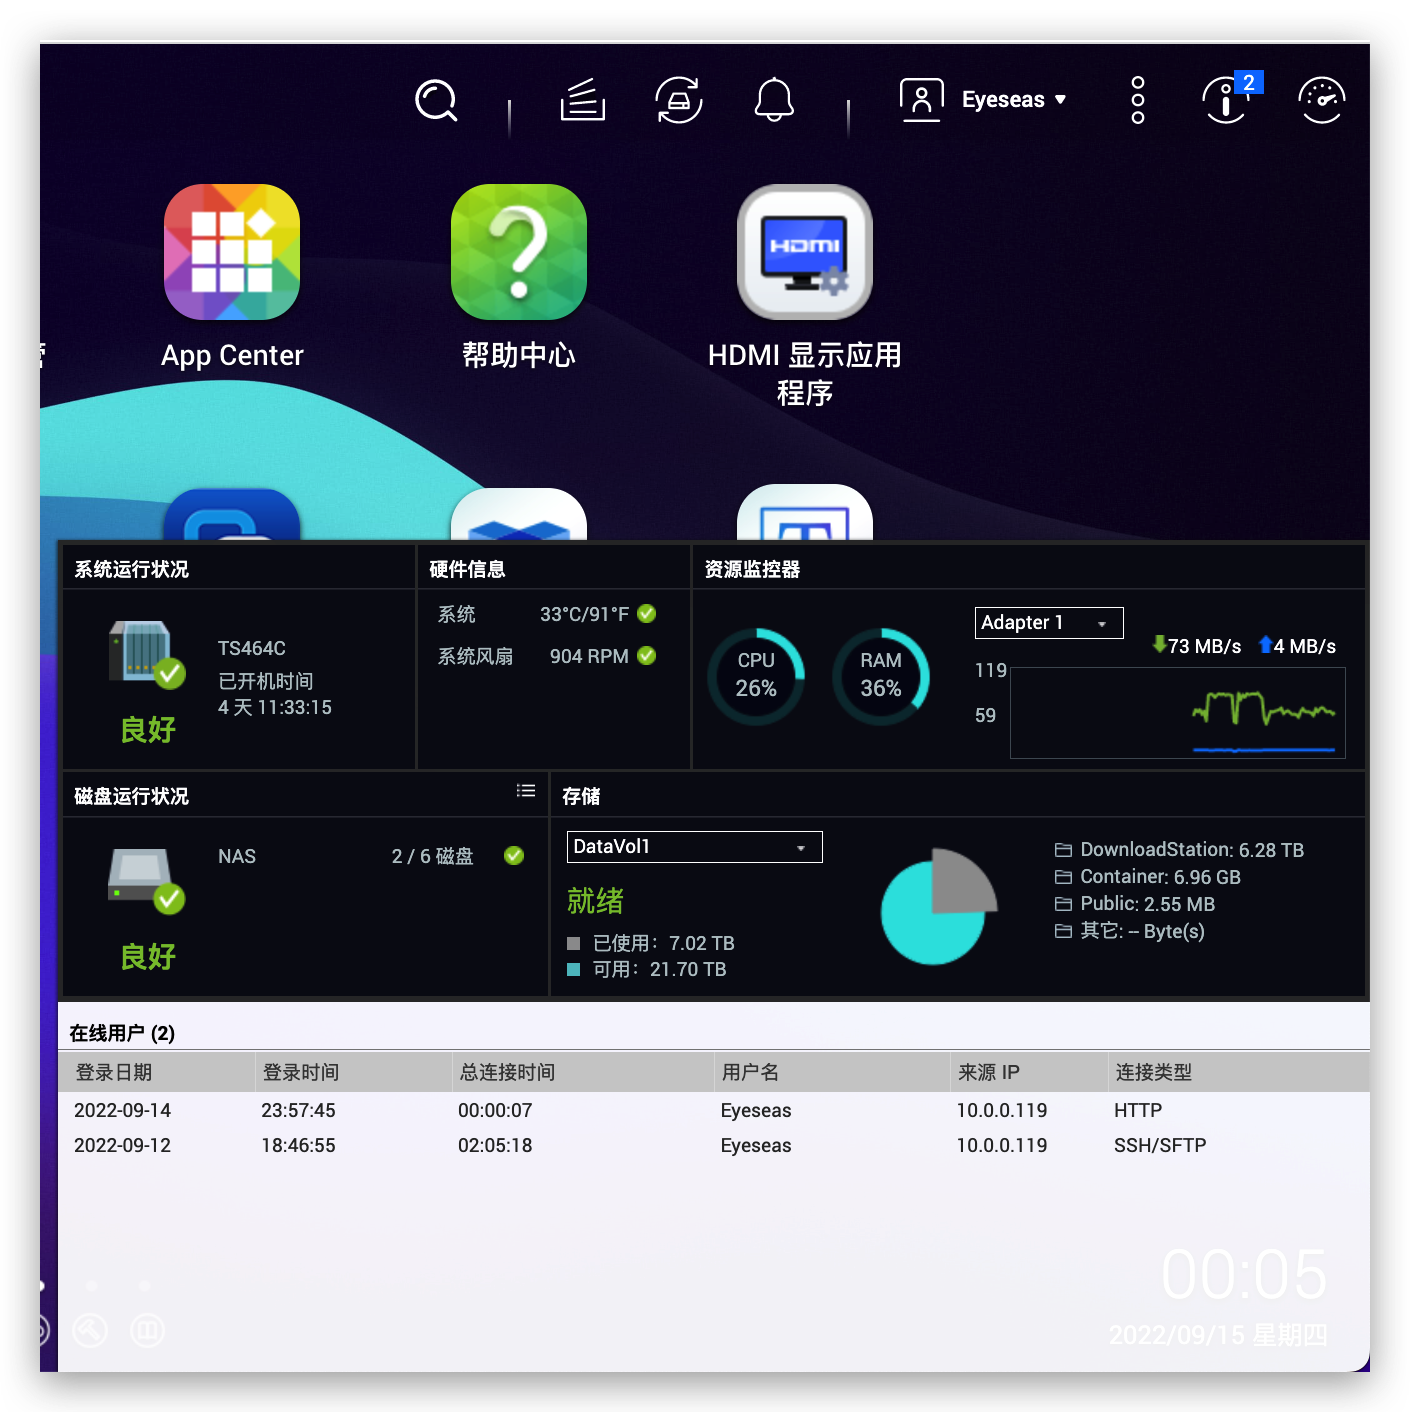 Eyeseas
2
App Center
帮助中心
HDMI
HDMI 显示应用
程序
系统运行状况
TS464C
已开机时间
4 天 11:33:15
良好
硬件信息
系统 33°C/91°F
系统风扇 904 RPM
资源监控器
CPU
26%
RAM
36%
Adapter 1
73 MB/s 4 MB/s
119
59
磁盘运行状况
NAS 2 / 6 磁盘
良好
存储
DataVol1
就绪
已使用: 7.02 TB
可用: 21.70 TB
DownloadStation: 6.28 TB
Container: 6.96 GB
Public: 2.55 MB
其它: -- Byte(s)
在线用户 (2)
登录日期 登录时间 总连接时间 用户名 来源 IP 连接类型
2022-09-14 23:57:45 00:00:07 Eyeseas 10.0.0.119 HTTP
2022-09-12 18:46:55 02:05:18 Eyeseas 10.0.0.119 SSH/SFTP
00:05
2022/09/15 星期四